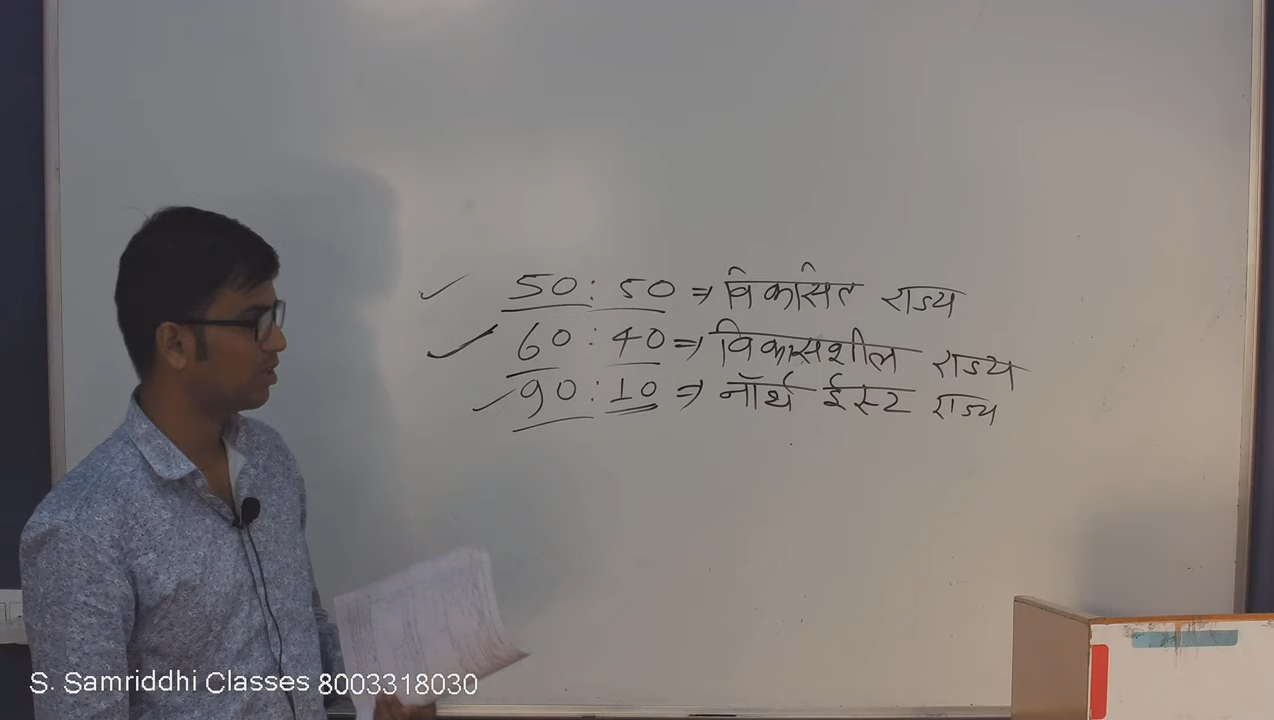 50 : 50 => विकसित राज्य
60 : 40 => विकासशील राज्य
90 : 10 => नॉर्थ ईस्ट राज्य
S. Samriddhi Classes 8003318030